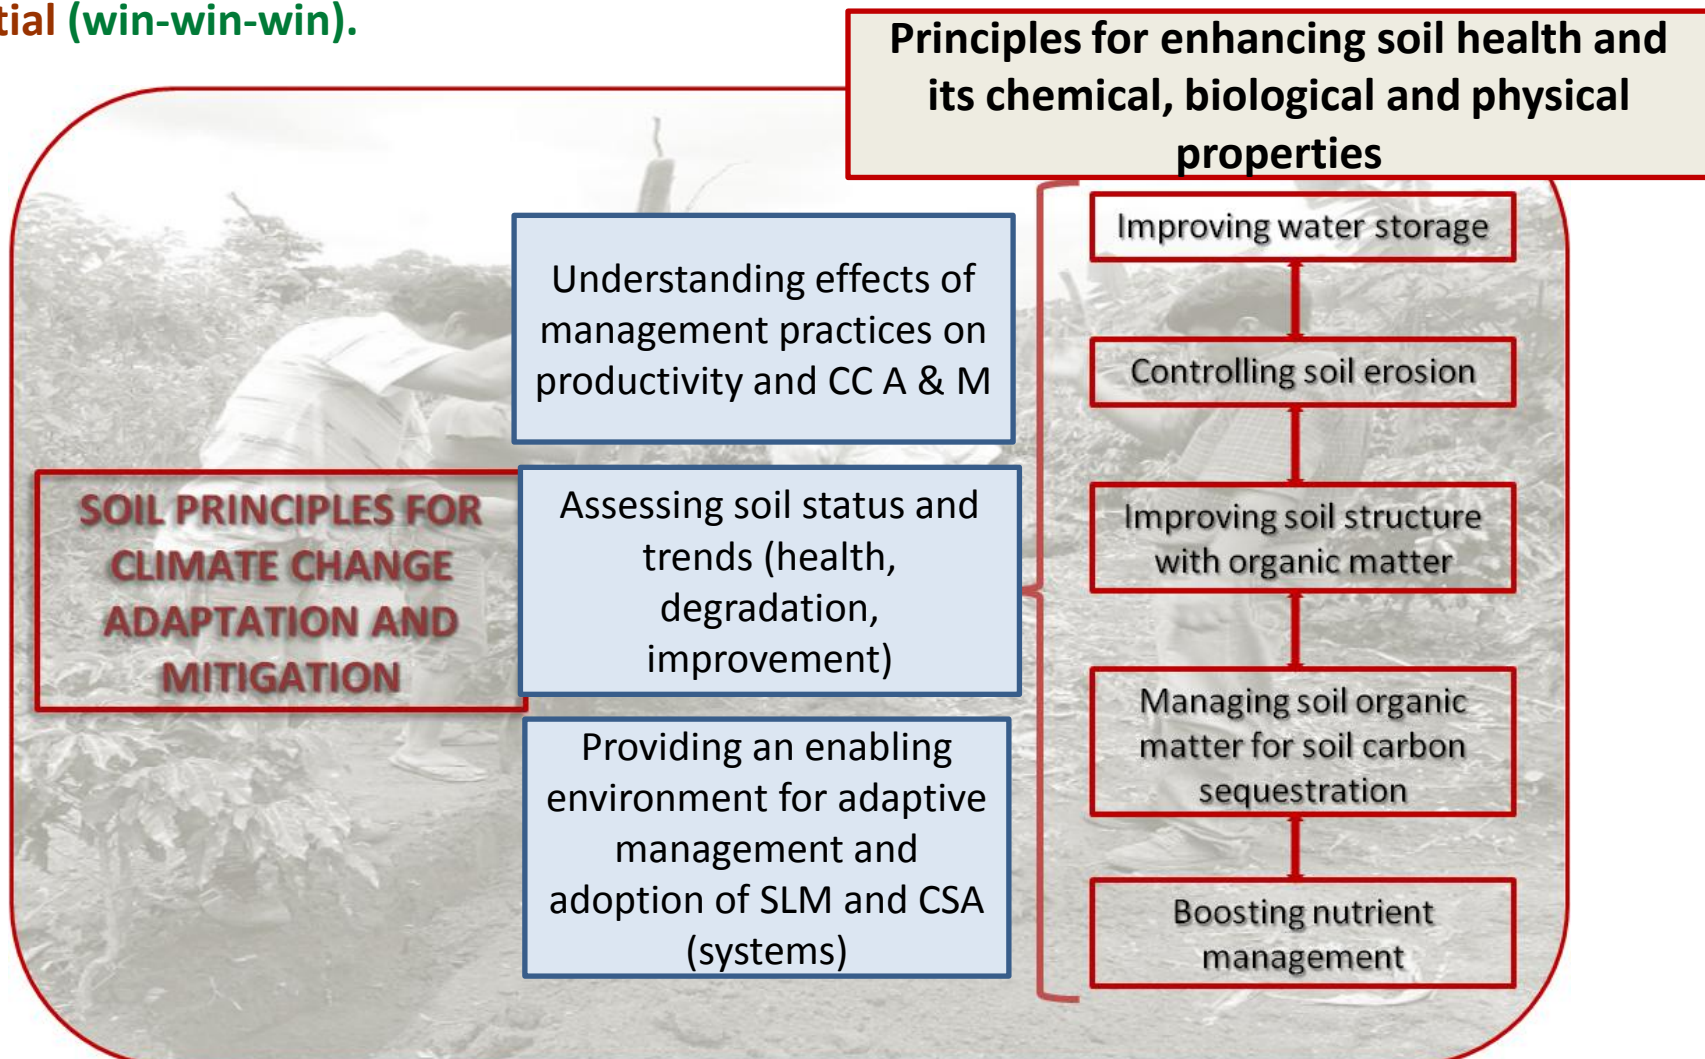 tial (win-win-win).
Principles for enhancing soil health and
its chemical, biological and physical
properties
SOIL PRINCIPLES FOR
CLIMATE CHANGE
ADAPTATION AND
MITIGATION
Understanding effects of
management practices on
productivity and CC A & M
Assessing soil status and
trends (health,
degradation,
improvement)
Providing an enabling
environment for adaptive
management and
adoption of SLM and CSA
(systems)
Improving water storage
Controlling soil erosion
Improving soil structure
with organic matter
Managing soil organic
matter for soil carbon
sequestration
Boosting nutrient
management